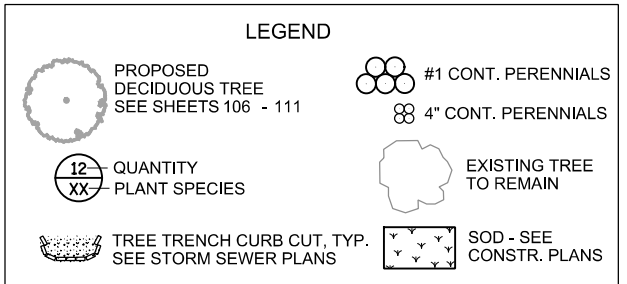 LEGEND
PROPOSED
DECIDUOUS TREE
SEE SHEETS 106 - 111
12 QUANTITY
XX PLANT SPECIES
TREE TRENCH CURB CUT, TYP.
SEE STORM SEWER PLANS
#1 CONT. PERENNIALS
4" CONT. PERENNIALS
EXISTING TREE
TO REMAIN
SOD - SEE
CONSTR. PLANS